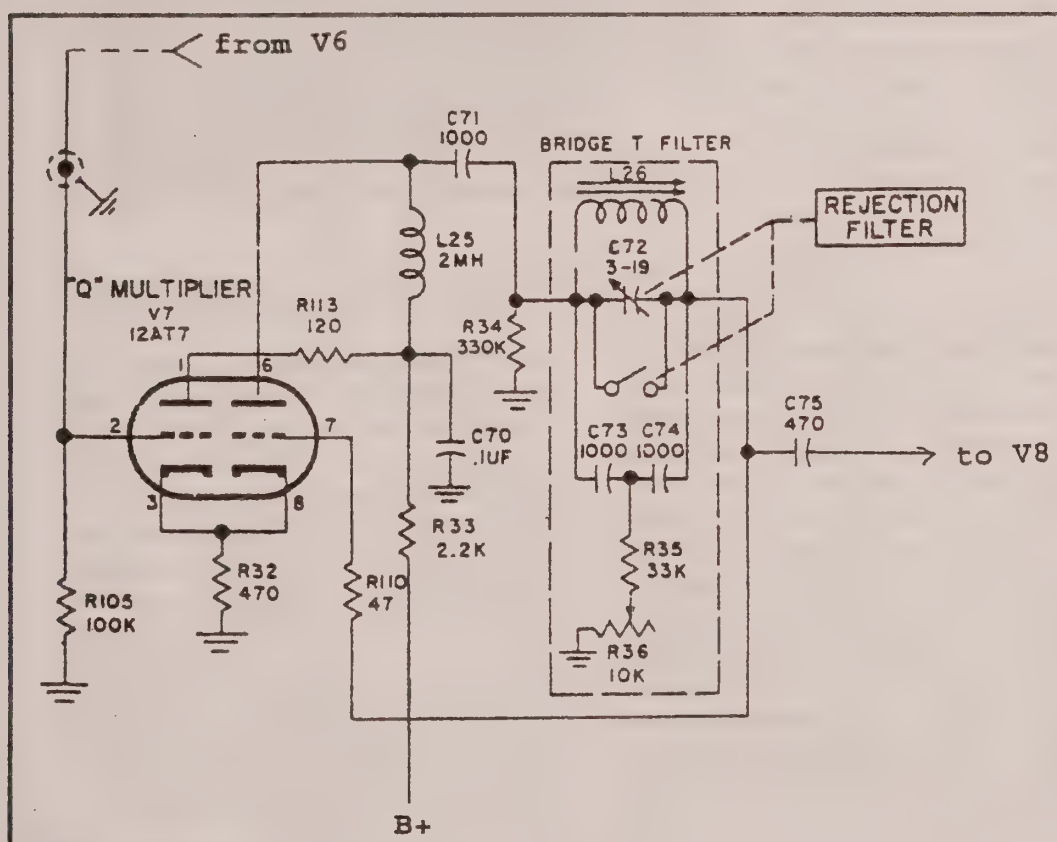 from V6
C71
1000
BRIDGE T FILTER
L26
REJECTION
FILTER
C72
3-19
L25
2MH
"Q" MULTIPLIER
V7
12AT7
R113
120
R34
330K
1
6
2
7
3
8
C70
.1UF
C73
1000
C74
1000
C75
470
to V8
R33
2.2K
R32
470
R110
47
R35
33K
R105
100K
R36
10K
B+